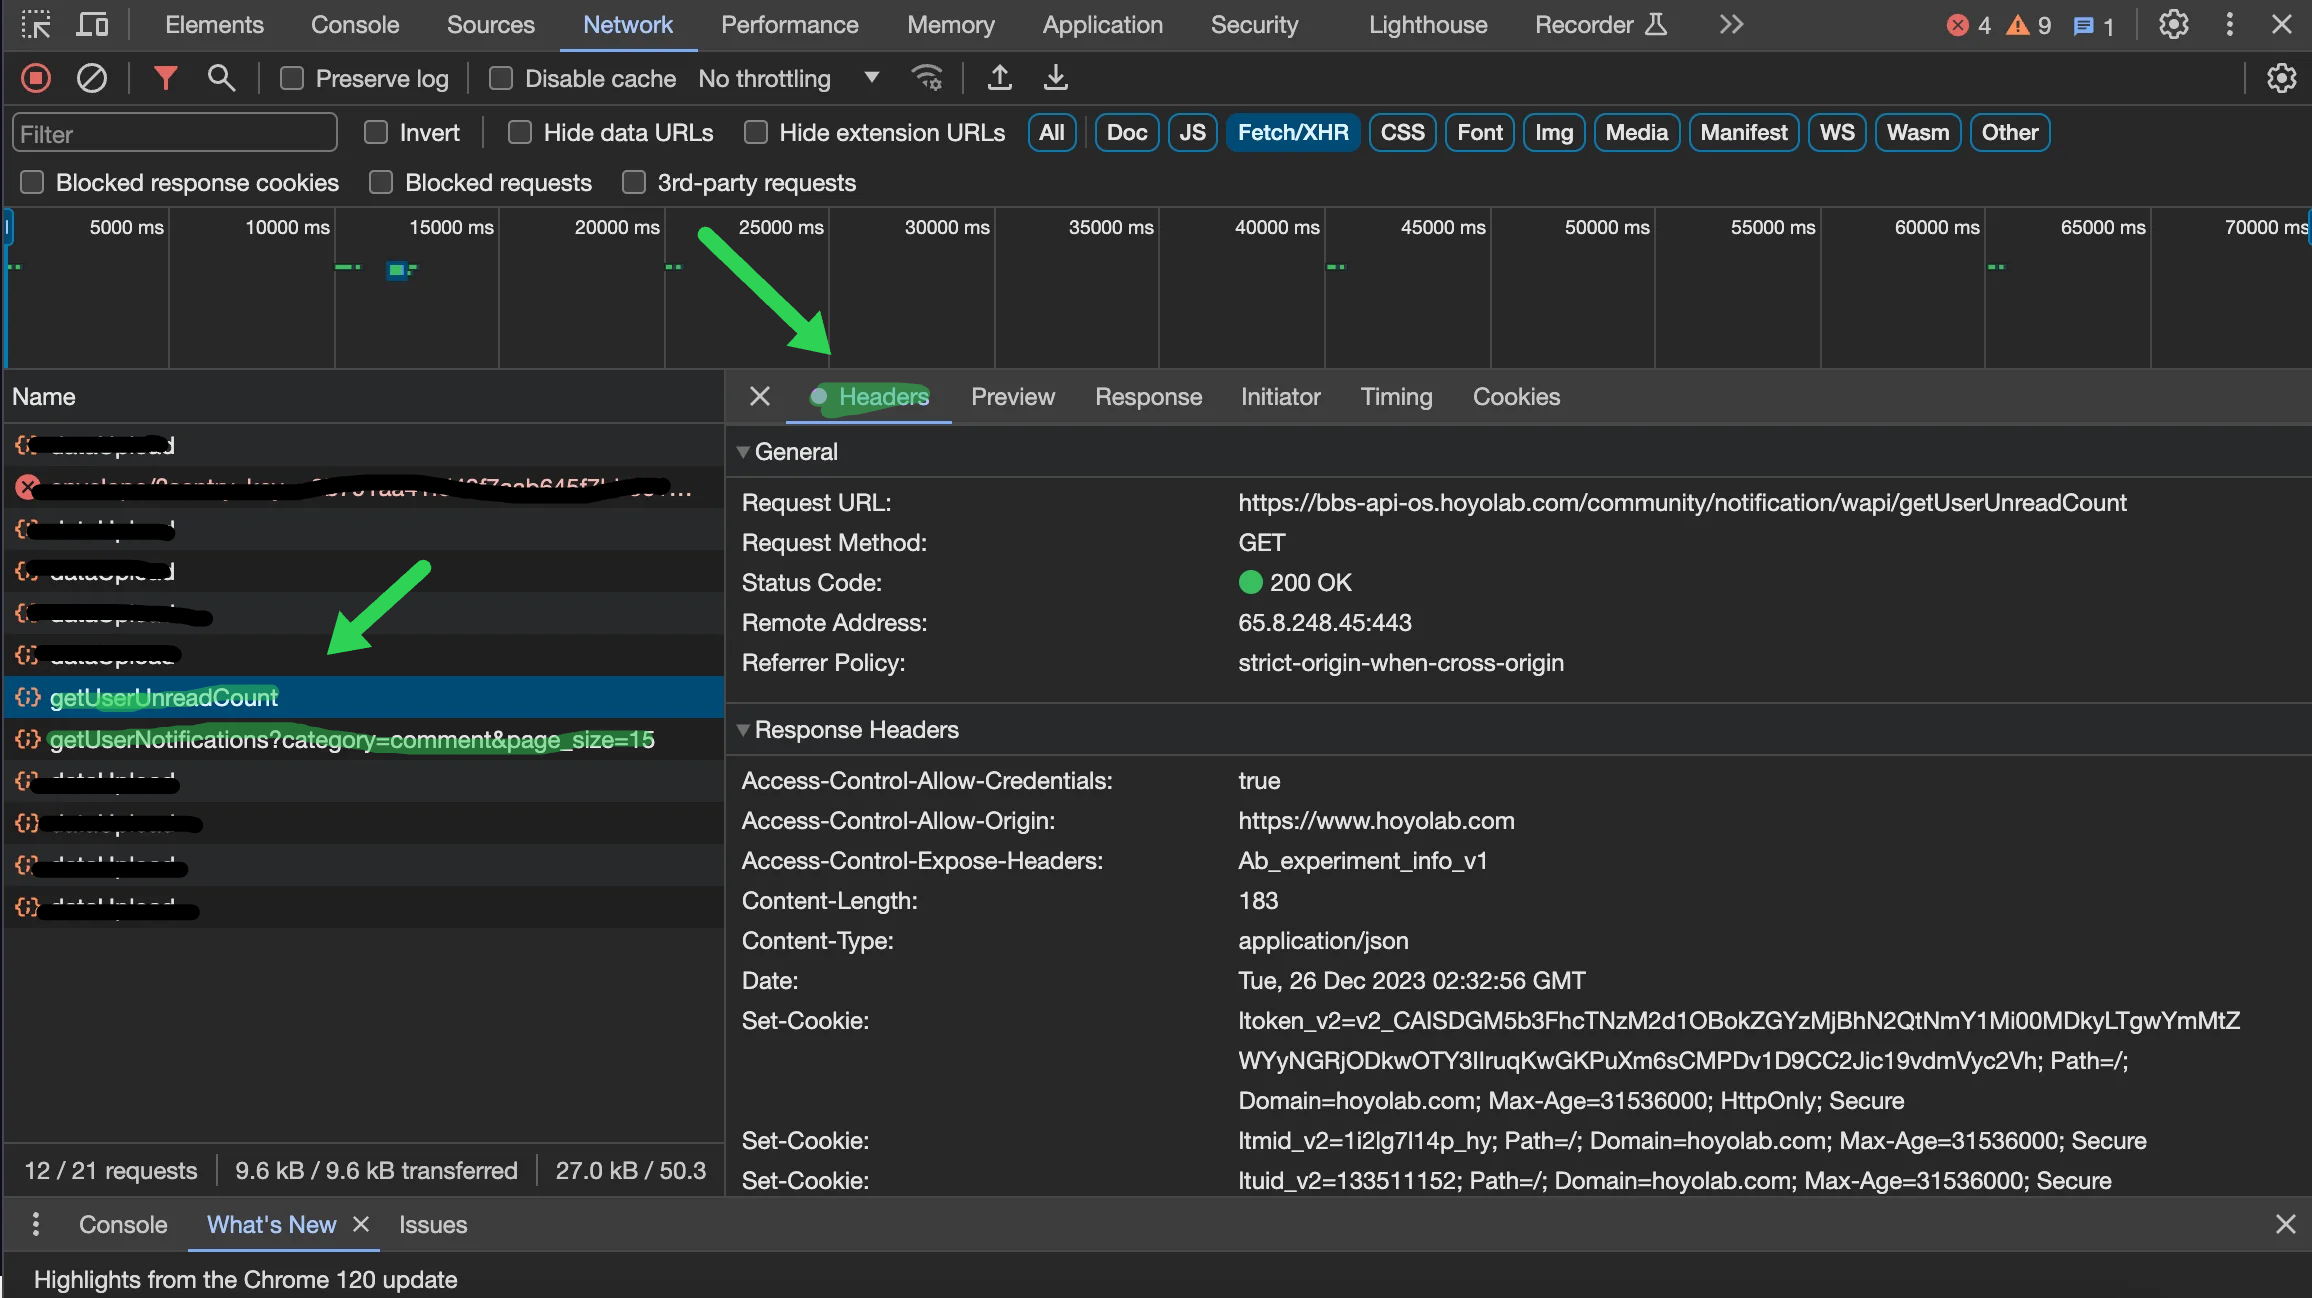 Elements Console Sources Network Performance Memory Application Security Lighthouse Recorder 4 9 1
Preserve log Disable cache No throttling
Filter Invert Hide data URLs Hide extension URLs All Doc JS Fetch/XHR CSS Font Img Media Manifest WS Wasm Other
Blocked response cookies Blocked requests 3rd-party requests
5000 ms 10000 ms 15000 ms 20000 ms 25000 ms 30000 ms 35000 ms 40000 ms 45000 ms 50000 ms 55000 ms 60000 ms 65000 ms 70000 ms
Name
getUserUnreadCount
getUserNotifications?category=comment&page_size=15
12 / 21 requests 9.6 kB / 9.6 kB transferred 27.0 kB / 50.3
Headers Preview Response Initiator Timing Cookies
General
Request URL: https://bbs-api-os.hoyolab.com/community/notification/wapi/getUserUnreadCount
Request Method: GET
Status Code: 200 OK
Remote Address: 65.8.248.45:443
Referrer Policy: strict-origin-when-cross-origin
Response Headers
Access-Control-Allow-Credentials: true
Access-Control-Allow-Origin: https://www.hoyolab.com
Access-Control-Expose-Headers: Ab_experiment_info_v1
Content-Length: 183
Content-Type: application/json
Date: Tue, 26 Dec 2023 02:32:56 GMT
Set-Cookie: ltoken_v2=v2_CAISDGM5b3FhcTNzM2d1OBokZGYzMjBhN2QtNmY1Mi00MDkyLTgwYmMtZ
WYyNGRjODkwOTY3IIruqKwGKPuXm6sCMPDv1D9CC2Jic19vdmVyc2Vh; Path=/;
Domain=hoyolab.com; Max-Age=31536000; HttpOnly; Secure
Set-Cookie: ltmid_v2=1i2lg7l14p_hy; Path=/; Domain=hoyolab.com; Max-Age=31536000; Secure
Set-Cookie: ltuid_v2=133511152; Path=/; Domain=hoyolab.com; Max-Age=31536000; Secure
Console What's New Issues
Highlights from the Chrome 120 update